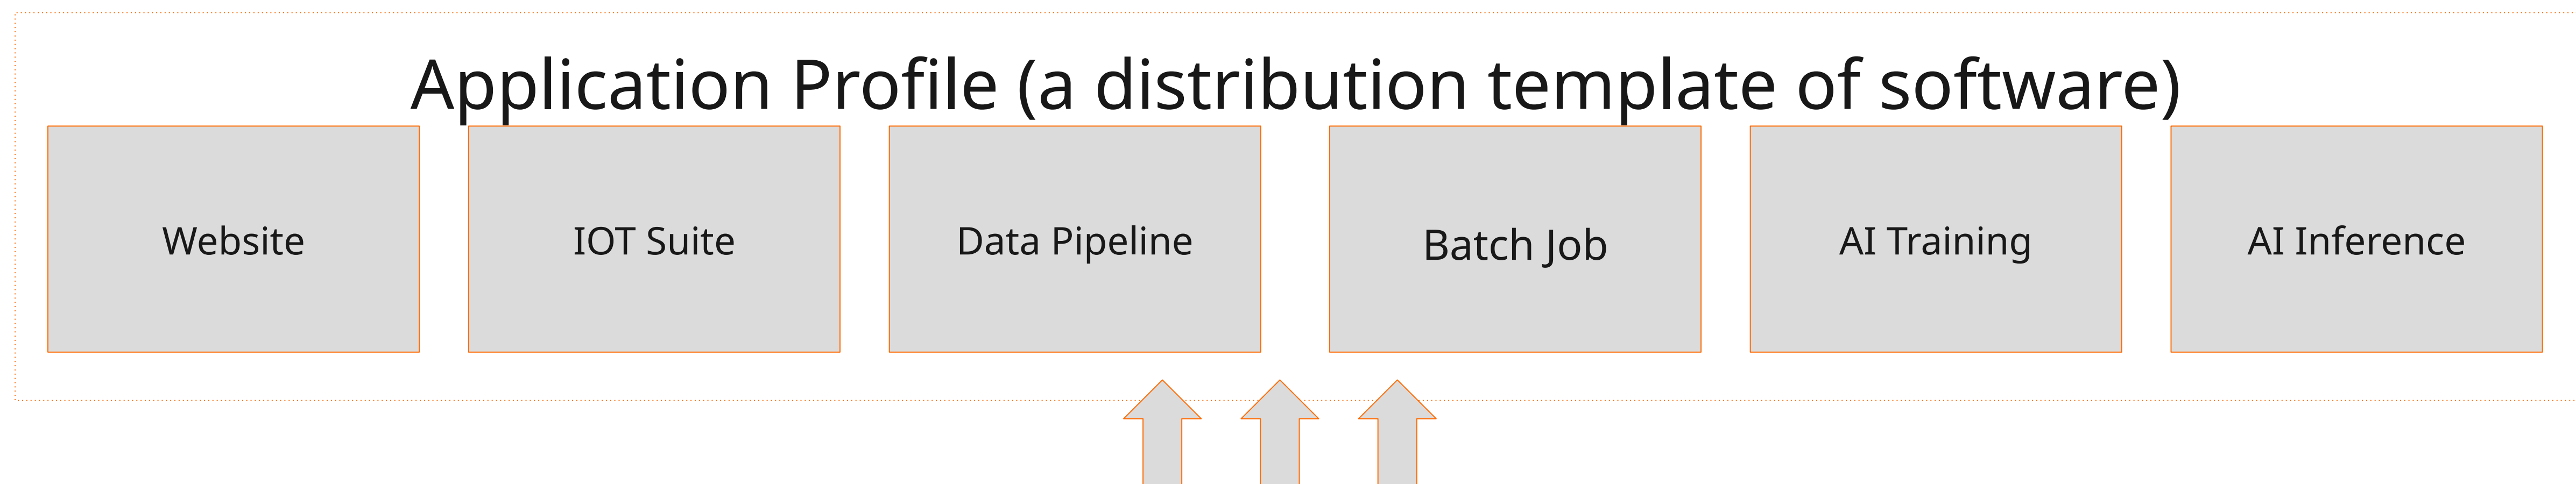 Application Profile (a distribution template of software)
Website
IOT Suite
Data Pipeline
Batch Job
AI Training
AI Inference